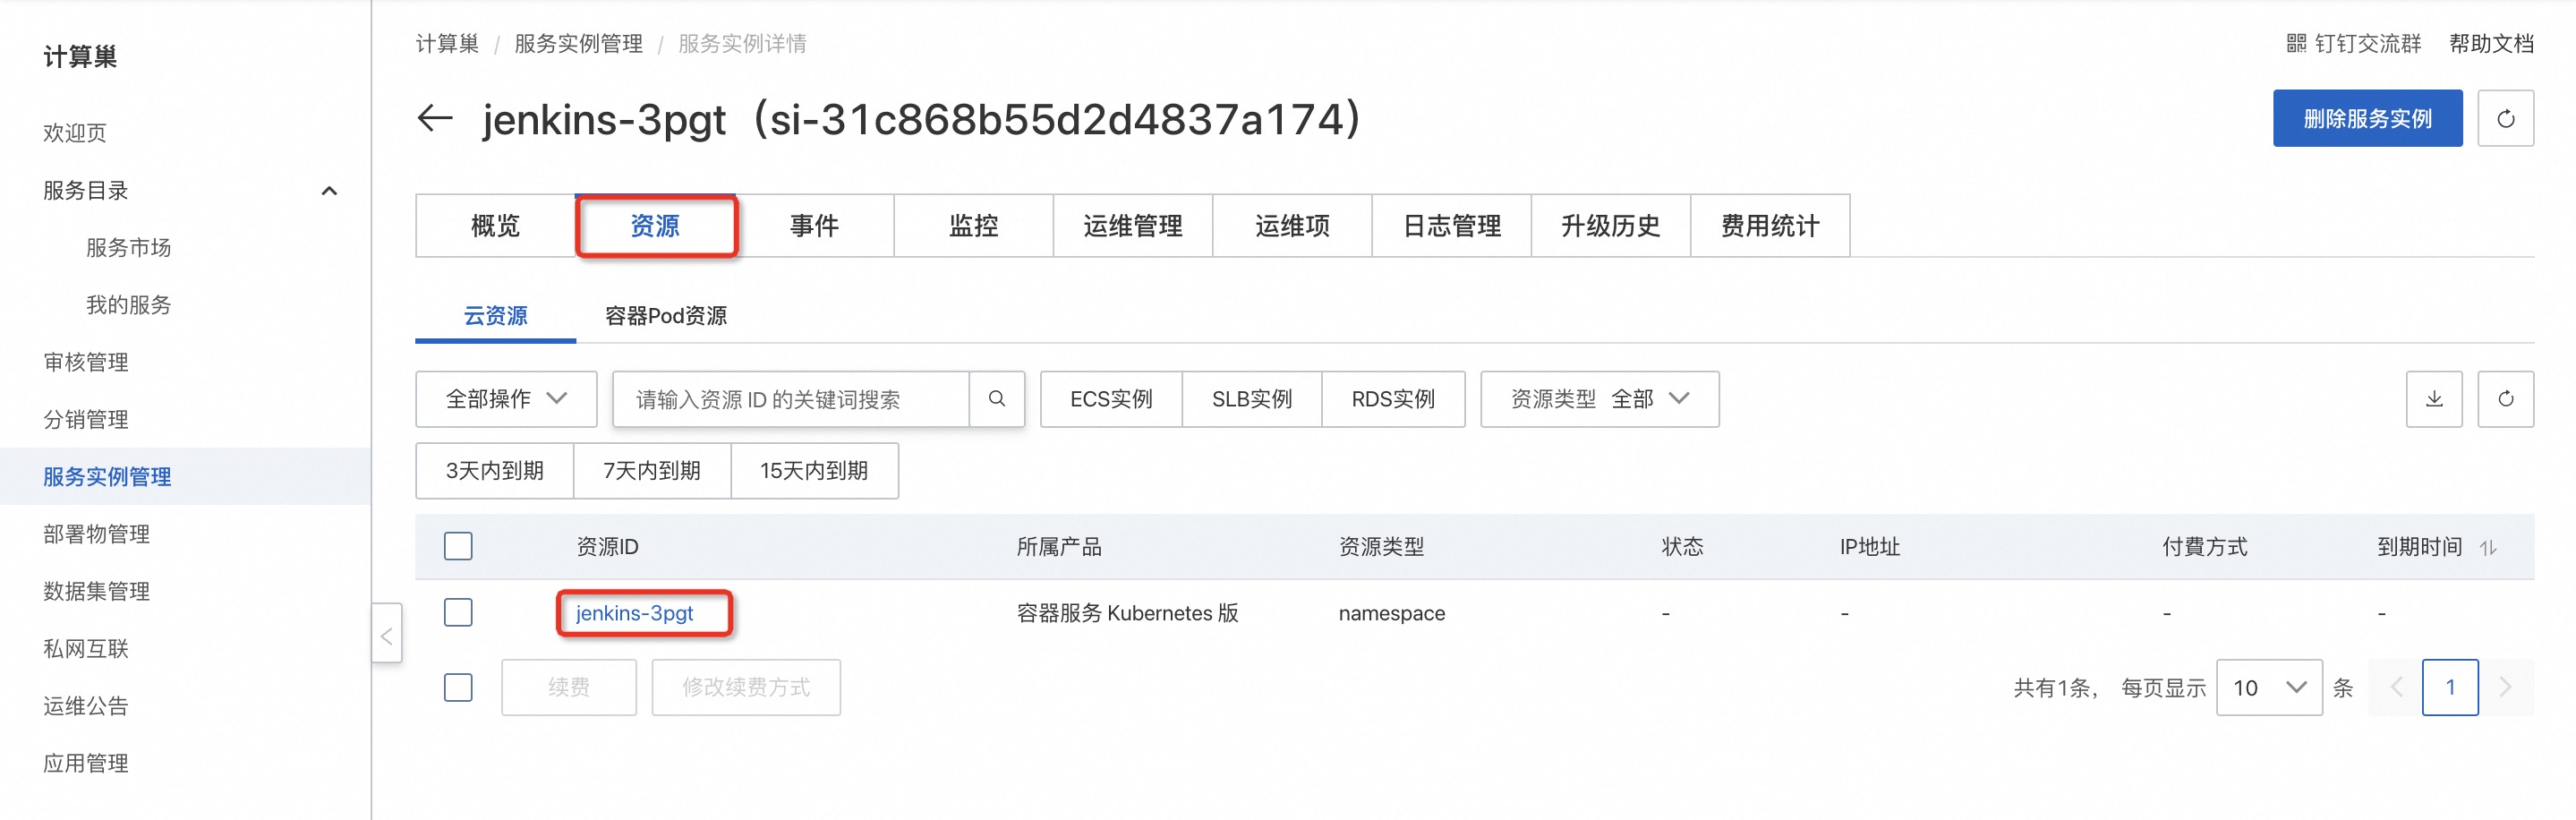 计算巢
欢迎页
服务目录
服务市场
我的服务
审核管理
分销管理
服务实例管理
部署物管理
数据集管理
私网互联
运维公告
应用管理
计算巢 / 服务实例管理 / 服务实例详情
钉钉交流群 帮助文档
jenkins-3pgt（si-31c868b55d2d4837a174）
删除服务实例
概览 资源 事件 监控 运维管理 运维项 日志管理 升级历史 费用统计
云资源 容器Pod资源
全部操作 请输入资源 ID 的关键词搜索 ECS实例 SLB实例 RDS实例 资源类型 全部
3天内到期 7天内到期 15天内到期
资源ID 所属产品 资源类型 状态 IP地址 付費方式 到期时间
jenkins-3pgt 容器服务 Kubernetes 版 namespace - - - -
续费 修改续费方式 共有1条， 每页显示 10 条 1